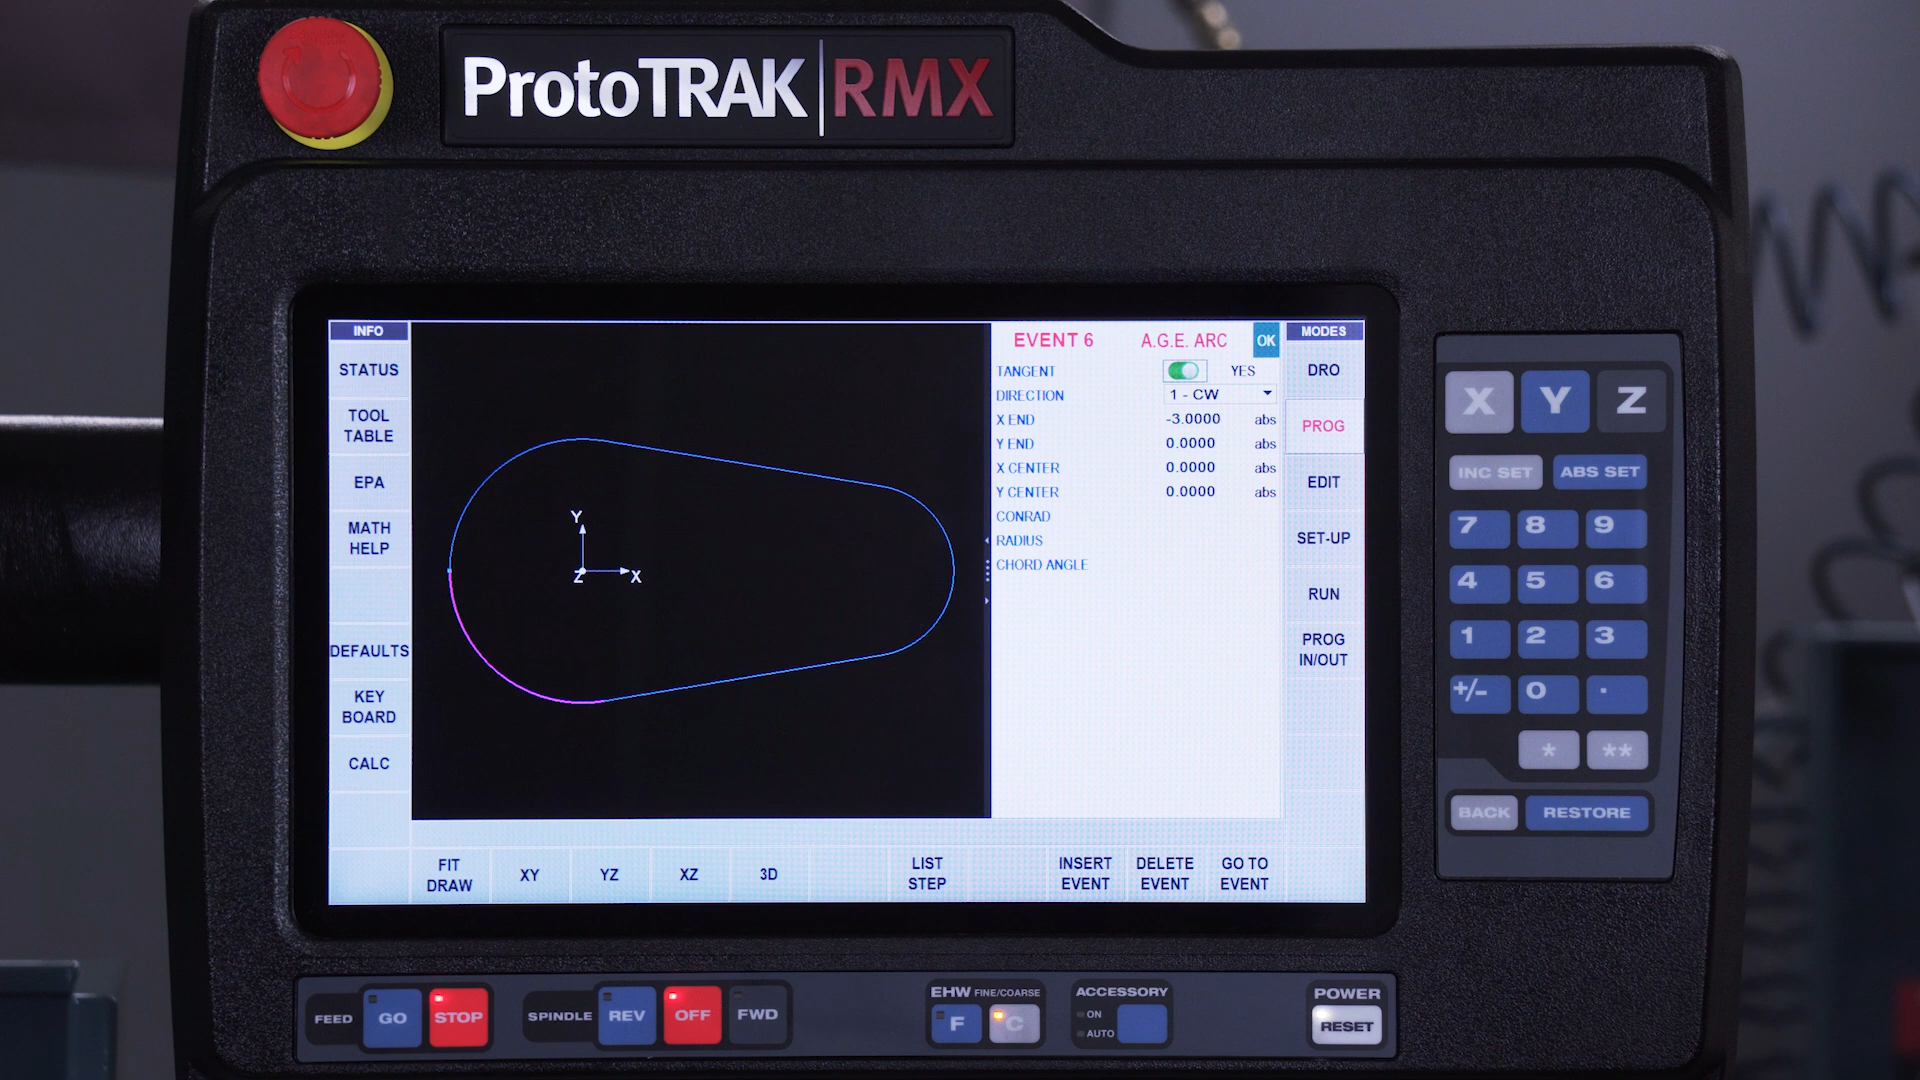 ProtoTRAK RMX
INFO
STATUS
TOOL
TABLE
EPA
MATH
HELP
DEFAULTS
KEY
BOARD
CALC
Y
Z
X
EVENT 6 A.G.E. ARC OK
TANGENT YES
DIRECTION 1 - CW
X END -3.0000 abs
Y END 0.0000 abs
X CENTER 0.0000 abs
Y CENTER 0.0000 abs
CONRAD
RADIUS
CHORD ANGLE
MODES
DRO
PROG
EDIT
SET-UP
RUN
PROG
IN/OUT
FIT
DRAW
XY
YZ
XZ
3D
LIST
STEP
INSERT
EVENT
DELETE
EVENT
GO TO
EVENT
X Y Z
INC SET ABS SET
7 8 9
4 5 6
1 2 3
+/- 0 .
* **
BACK RESTORE
FEED GO STOP
SPINDLE REV OFF FWD
EHW FINE/COARSE
F C
ACCESSORY
ON
AUTO
POWER
RESET